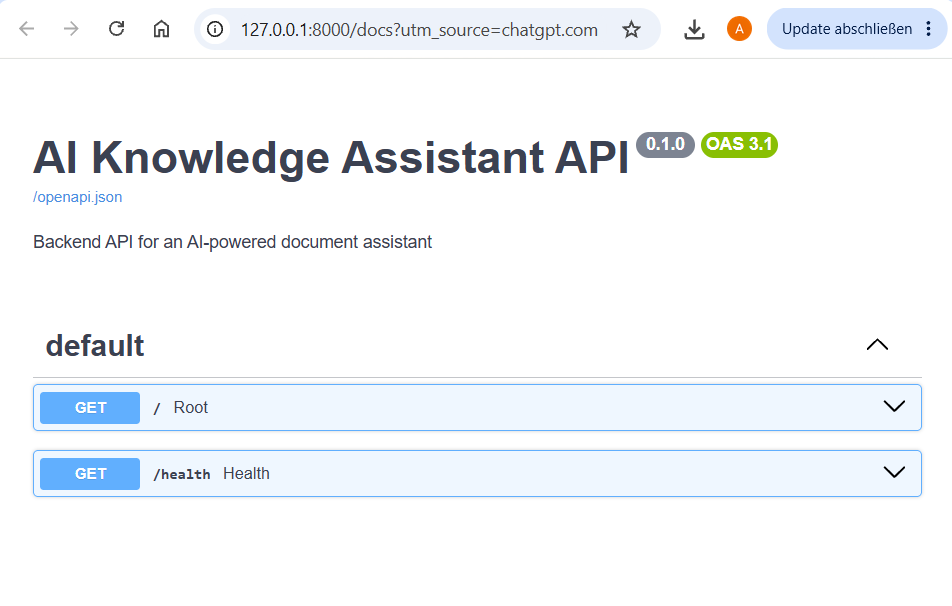 127.0.0.1:8000/docs?utm_source=chatgpt.com
A
Update abschließen
AI Knowledge Assistant API 0.1.0 OAS 3.1
/openapi.json
Backend API for an AI-powered document assistant
default
GET / Root
GET /health Health